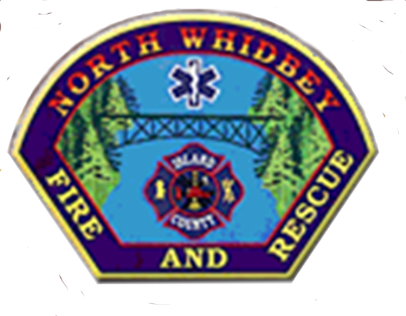 NORTH WHIDBEY
ISLAND
COUNTY
FIRE AND RESCUE